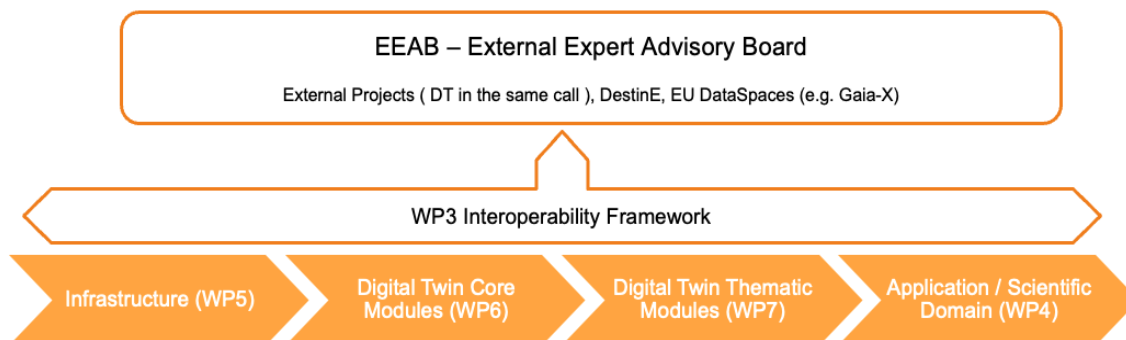 EEAB – External Expert Advisory Board
External Projects ( DT in the same call ), DestinE, EU DataSpaces (e.g. Gaia-X)
WP3 Interoperability Framework
Infrastructure (WP5)
Digital Twin Core
Modules (WP6)
Digital Twin Thematic
Modules (WP7)
Application / Scientific
Domain (WP4)